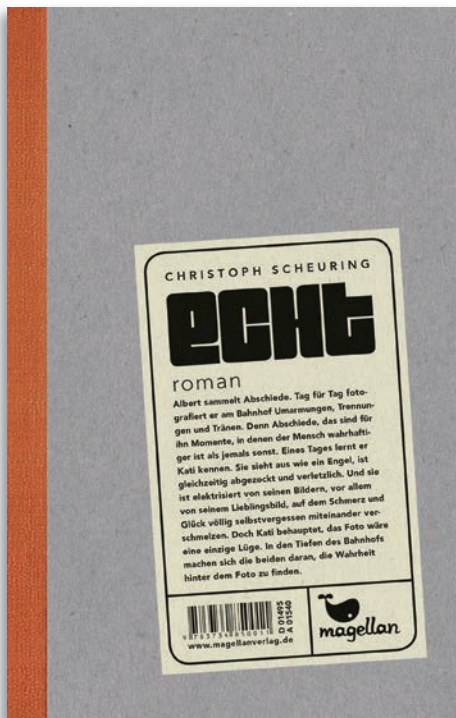 CHRISTOPH SCHEURING
echt
roman
Albert sammelt Abschiede. Tag für Tag foto-
grafiert er am Bahnhof Umarmungen, Trennun-
gen und Tränen. Denn Abschiede, das sind für
ihn Momente, in denen der Mensch wahrhafti-
ger ist als jemals sonst. Eines Tages lernt er
Kati kennen. Sie sieht aus wie ein Engel, ist
gleichzeitig abgezockt und verletzlich. Und sie
ist elektrisiert von seinen Bildern, vor allem
von seinem Lieblingsbild, auf dem Schmerz und
Glück völlig selbstvergessen miteinander ver-
schmelzen. Doch Kati behauptet, das Foto wäre
eine einzige Lüge. In den Tiefen des Bahnhofs
machen sich die beiden daran, die Wahrheit
hinter dem Foto zu finden.
9 783734 850011
D 01495
A 01540
www.magellanverlag.de
magellan